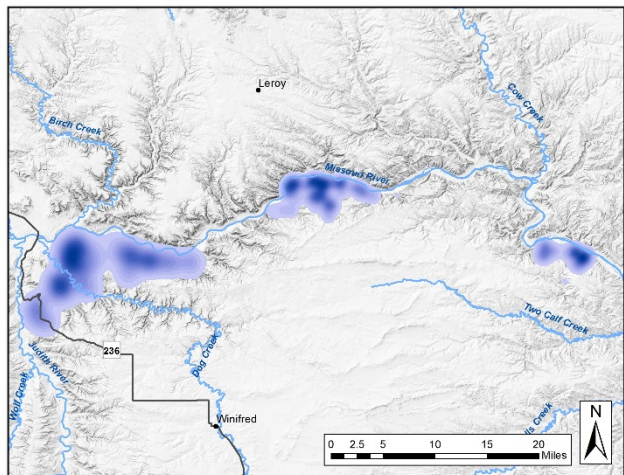 Leroy
Cow Creek
Birch Creek
Missouri River
Two Calf Creek
236
Judith River
Wolf Creek
Dog Creek
Winifred
Creek
N
0 2.5 5 10 15 20
Miles